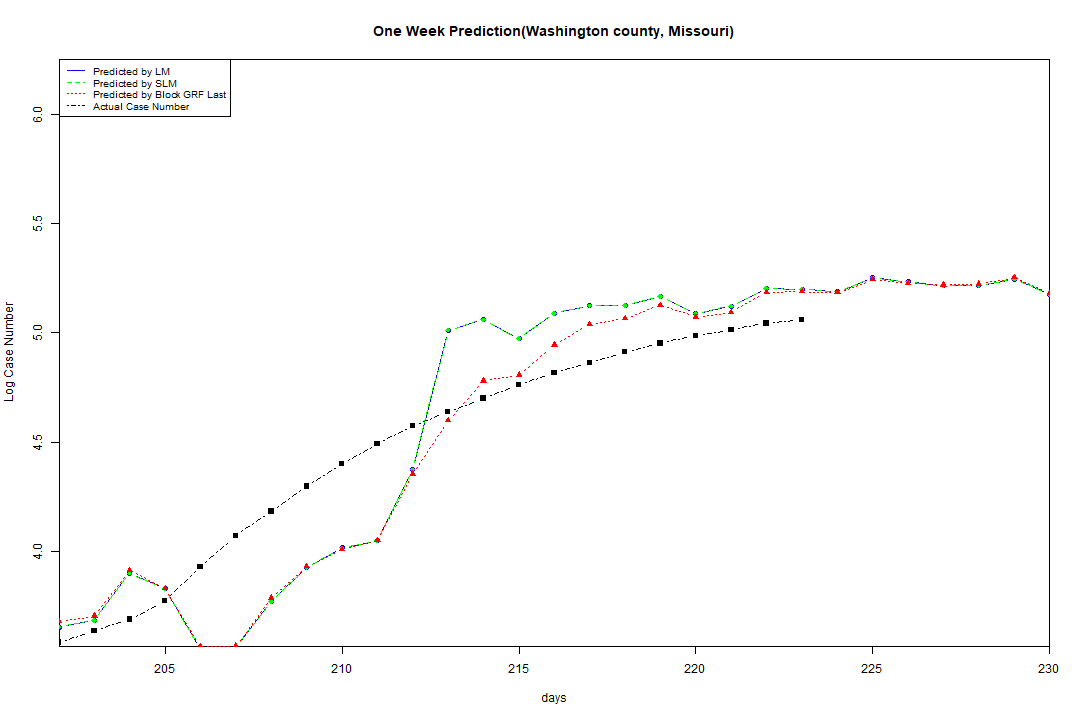 One Week Prediction(Washington county, Missouri)
Predicted by LM
Predicted by SLM
Predicted by Block GRF Last
Actual Case Number
6.0
5.5
5.0
4.5
4.0
Log Case Number
205 210 215 220 225 230
days